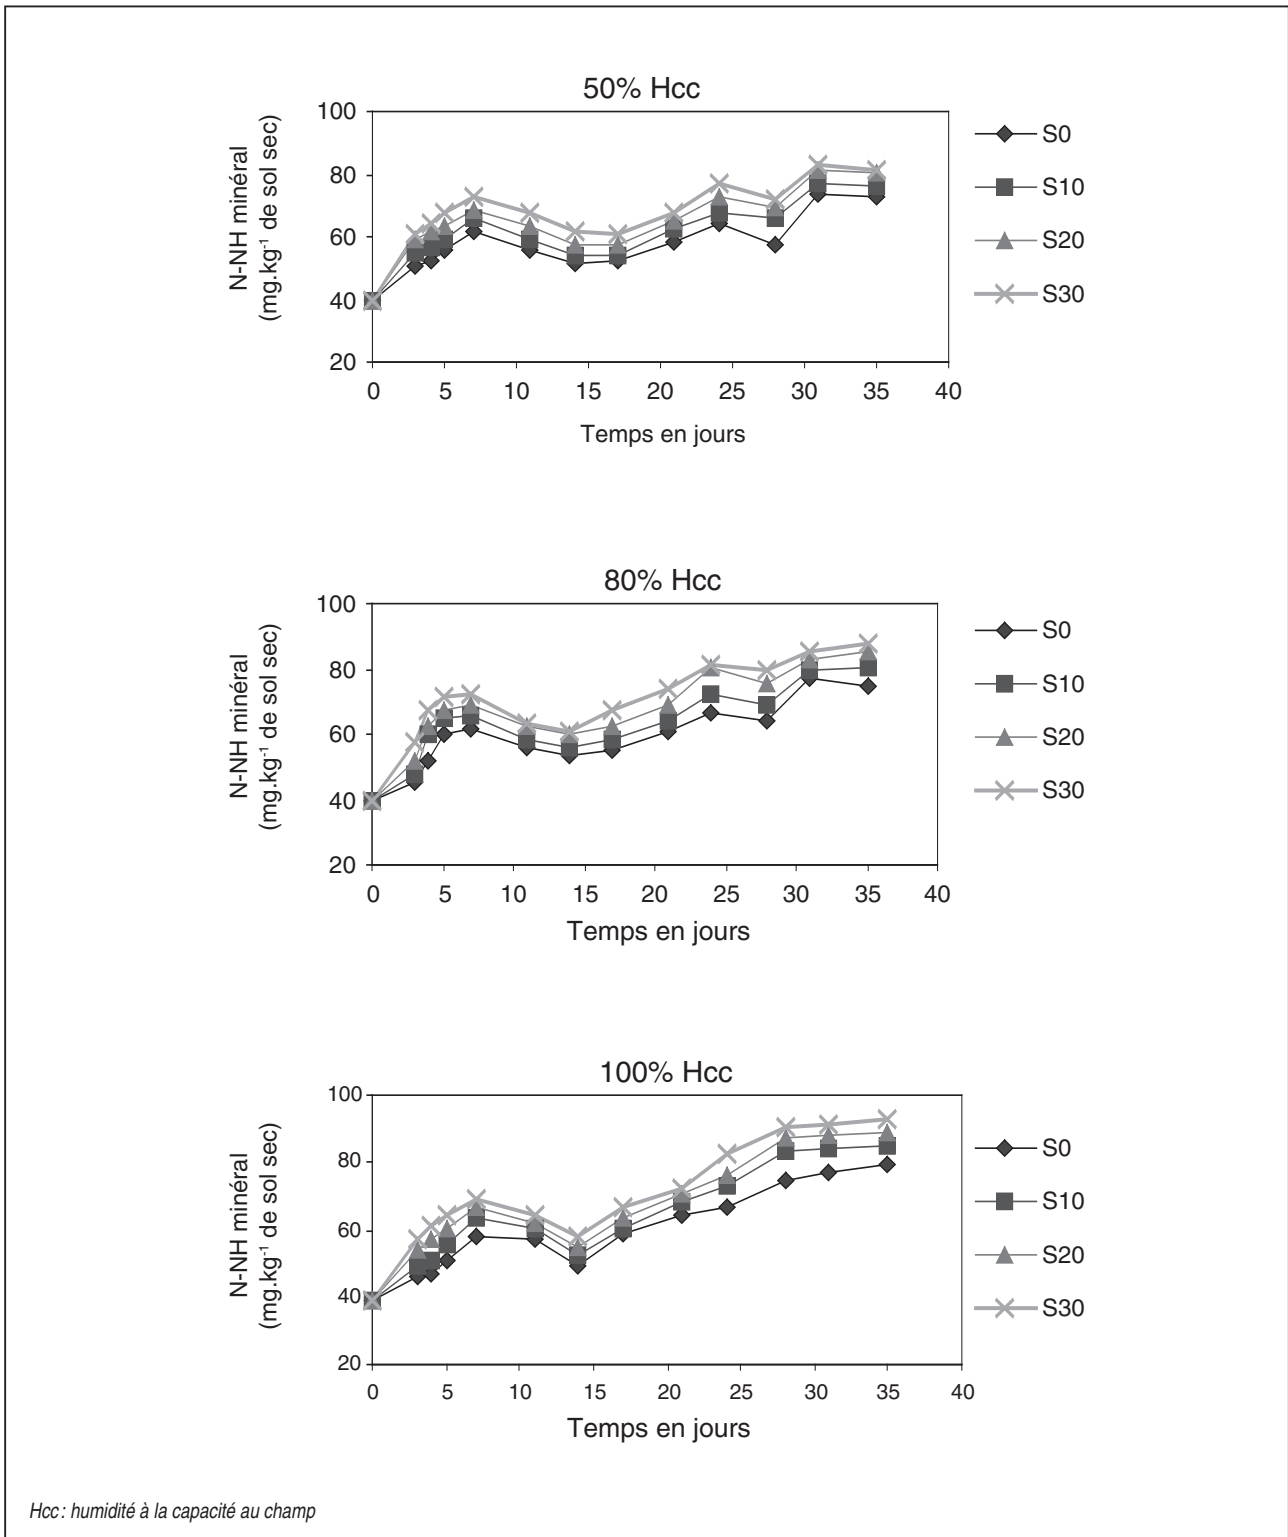 50% Hcc
N-NH minéral
(mg.kg⁻¹ de sol sec)
100
80
60
40
20
0 5 10 15 20 25 30 35 40
Temps en jours
S0
S10
S20
S30
80% Hcc
N-NH minéral
(mg.kg⁻¹ de sol sec)
100
80
60
40
20
0 5 10 15 20 25 30 35 40
Temps en jours
S0
S10
S20
S30
100% Hcc
N-NH minéral
(mg.kg⁻¹ de sol sec)
100
80
60
40
20
0 5 10 15 20 25 30 35 40
Temps en jours
S0
S10
S20
S30
Hcc : humidité à la capacité au champ